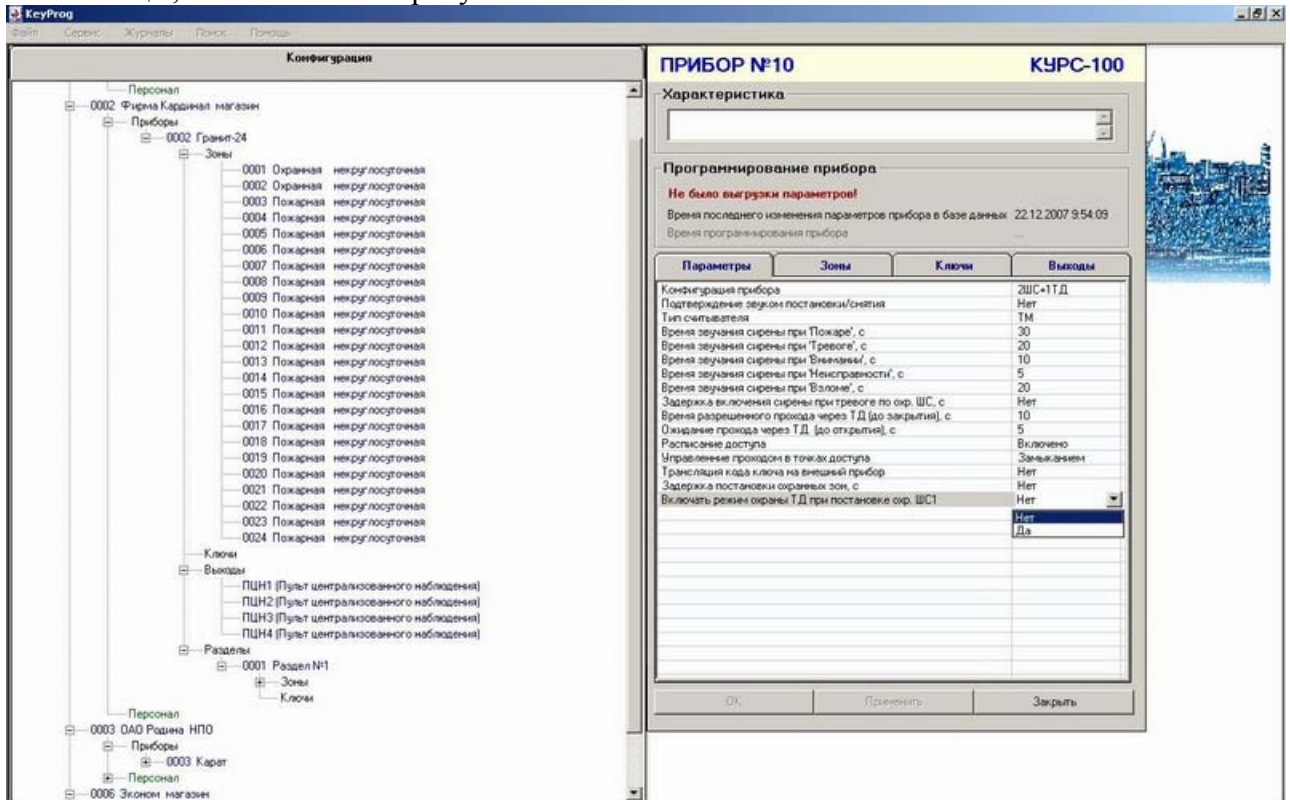 KeyProg
Файл Сервис Журналы Поиск Помощь
Конфигурация
Персонал
0002 Фирма Кардинал магазин
Приборы
0002 Гранит-24
Зоны
0001 Охранная некруглосуточная
0002 Охранная некруглосуточная
0003 Пожарная некруглосуточная
0004 Пожарная некруглосуточная
0005 Пожарная некруглосуточная
0006 Пожарная некруглосуточная
0007 Пожарная некруглосуточная
0008 Пожарная некруглосуточная
0009 Пожарная некруглосуточная
0010 Пожарная некруглосуточная
0011 Пожарная некруглосуточная
0012 Пожарная некруглосуточная
0013 Пожарная некруглосуточная
0014 Пожарная некруглосуточная
0015 Пожарная некруглосуточная
0016 Пожарная некруглосуточная
0017 Пожарная некруглосуточная
0018 Пожарная некруглосуточная
0019 Пожарная некруглосуточная
0020 Пожарная некруглосуточная
0021 Пожарная некруглосуточная
0022 Пожарная некруглосуточная
0023 Пожарная некруглосуточная
0024 Пожарная некруглосуточная
Ключи
Выходы
ПЦН1 (Пульт централизованного наблюдения)
ПЦН2 (Пульт централизованного наблюдения)
ПЦН3 (Пульт централизованного наблюдения)
ПЦН4 (Пульт централизованного наблюдения)
Разделы
0001 Раздел №1
Зоны
Ключи
Персонал
0003 ОАО Родина НПО
Приборы
0003 Карат
Персонал
0006 Эконом магазин
ПРИБОР №10 КУРС-100
Характеристика
Программирование прибора
Не было выгрузки параметров!
Время последнего изменения параметров прибора в базе данных 22.12.2007 9:54:09
Время программирования прибора ...
Параметры Зоны Ключи Выходы
Конфигурация прибора 2ШС+1ТД
Подтверждение звуком постановки/снятия Нет
Тип считывателя ТМ
Время звучания сирены при 'Пожаре', с 30
Время звучания сирены при 'Тревоге', с 20
Время звучания сирены при 'Внимании', с 10
Время звучания сирены при 'Неисправности', с 5
Время звучания сирены при 'Взломе', с 20
Задержка включения сирены при тревоге по охр. ШС, с Нет
Время разрешенного прохода через ТД (до закрытия), с 10
Ожидание прохода через ТД (до открытия), с 5
Расписание доступа Включено
Управление проходом в точках доступа Замыканием
Трансляция кода ключа на внешний прибор Нет
Задержка постановки охранных зон, с Нет
Включать режим охраны ТД при постановке охр. ШС1 Нет
Нет
Да
ОК Применить Закрыть